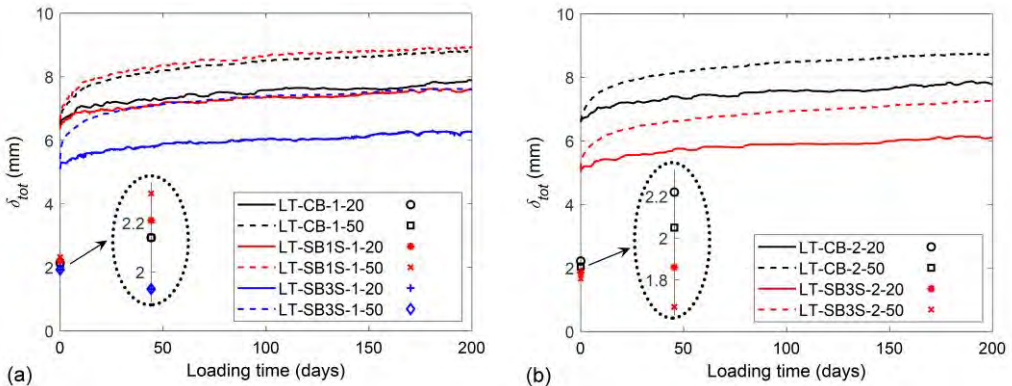 10
8
6
4
2
0
δtot (mm)
2.2
2
LT-CB-1-20
LT-CB-1-50
LT-SB1S-1-20
LT-SB1S-1-50
LT-SB3S-1-20
LT-SB3S-1-50
0 50 100 150 200
(a) Loading time (days)
10
8
6
4
2
0
δtot (mm)
2.2
2
1.8
LT-CB-2-20
LT-CB-2-50
LT-SB3S-2-20
LT-SB3S-2-50
0 50 100 150 200
(b) Loading time (days)